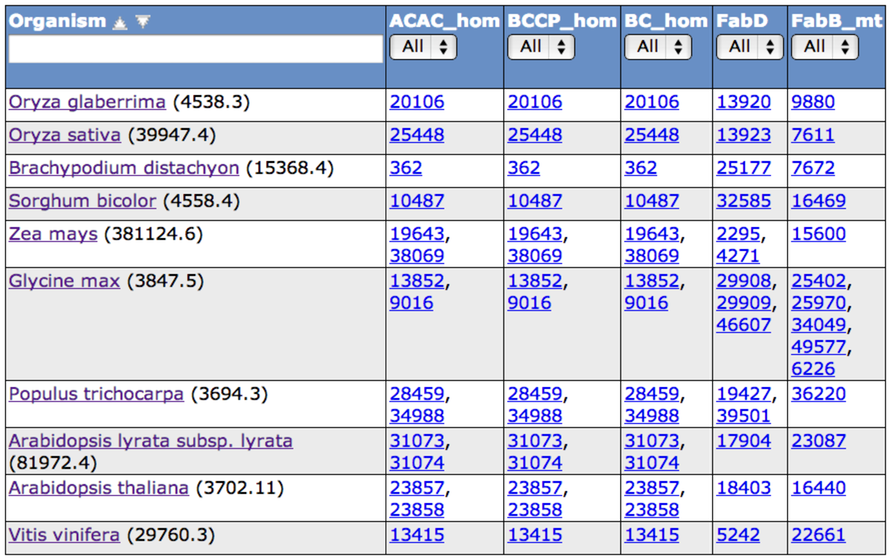 Organism ACAC_hom BCCP_hom BC_hom FabD FabB_mt
All All All All All
Oryza glaberrima (4538.3) 20106 20106 20106 13920 9880
Oryza sativa (39947.4) 25448 25448 25448 13923 7611
Brachypodium distachyon (15368.4) 362 362 362 25177 7672
Sorghum bicolor (4558.4) 10487 10487 10487 32585 16469
Zea mays (381124.6) 19643, 19643, 19643, 2295, 15600
38069 38069 38069 4271
Glycine max (3847.5) 13852, 13852, 13852, 29908, 25402,
9016 9016 9016 29909, 25970,
46607 34049,
49577,
6226
Populus trichocarpa (3694.3) 28459, 28459, 28459, 19427, 36220
34988 34988 34988 39501
Arabidopsis lyrata subsp. lyrata 31073, 31073, 31073, 17904 23087
(81972.4) 31074 31074 31074
Arabidopsis thaliana (3702.11) 23857, 23857, 23857, 18403 16440
23858 23858 23858
Vitis vinifera (29760.3) 13415 13415 13415 5242 22661